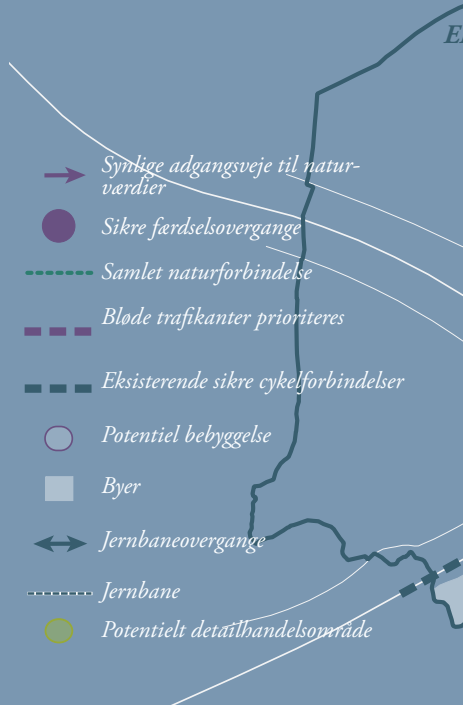 Synlige adgangsveje til natur-
værdier
Sikre færdselsovergange
Samlet naturforbindelse
Bløde trafikanter prioriteres
Eksisterende sikre cykelforbindelser
Potentiel bebyggelse
Byer
Jernbaneovergange
Jernbane
Potentielt detailhandelsområde